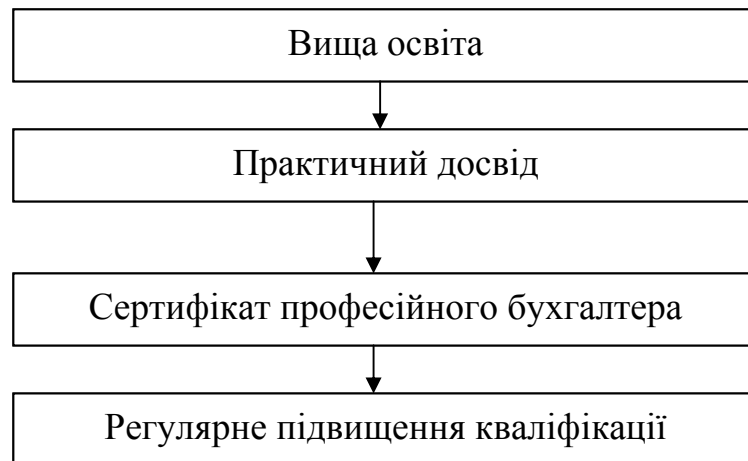 Вища освіта
Практичний досвід
Сертифікат професійного бухгалтера
Регулярне підвищення кваліфікації